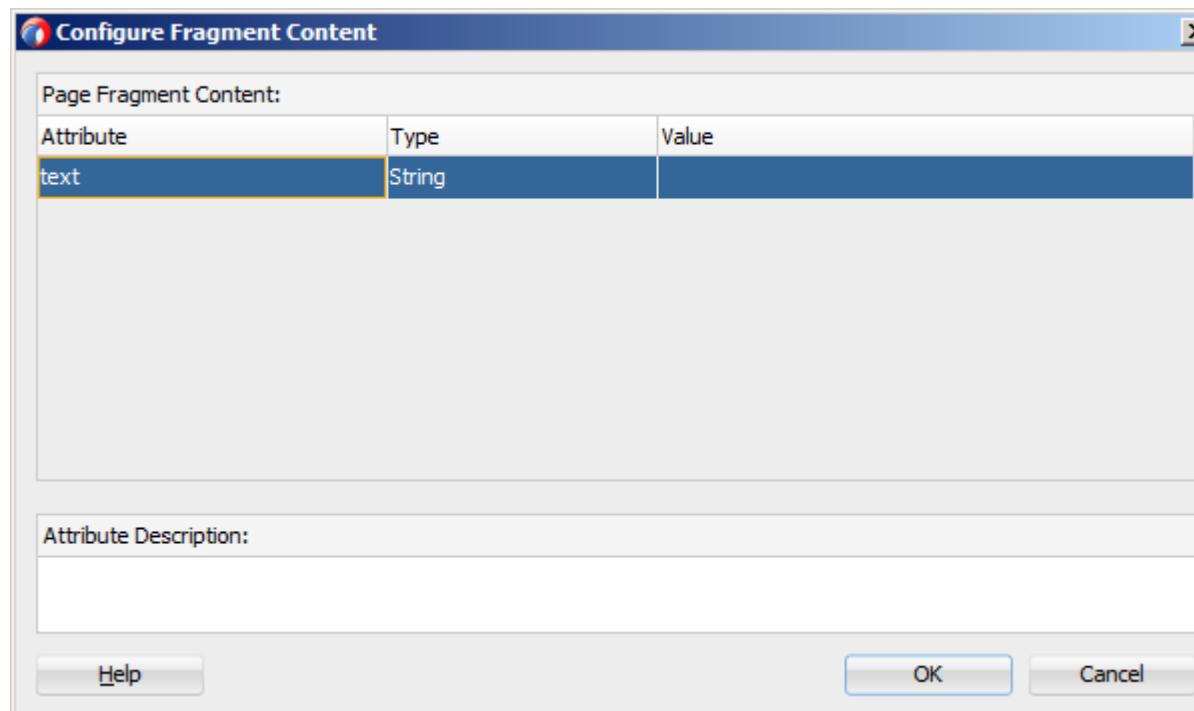 Configure Fragment Content
Page Fragment Content:
Attribute Type Value
text String
Attribute Description:
Help OK Cancel